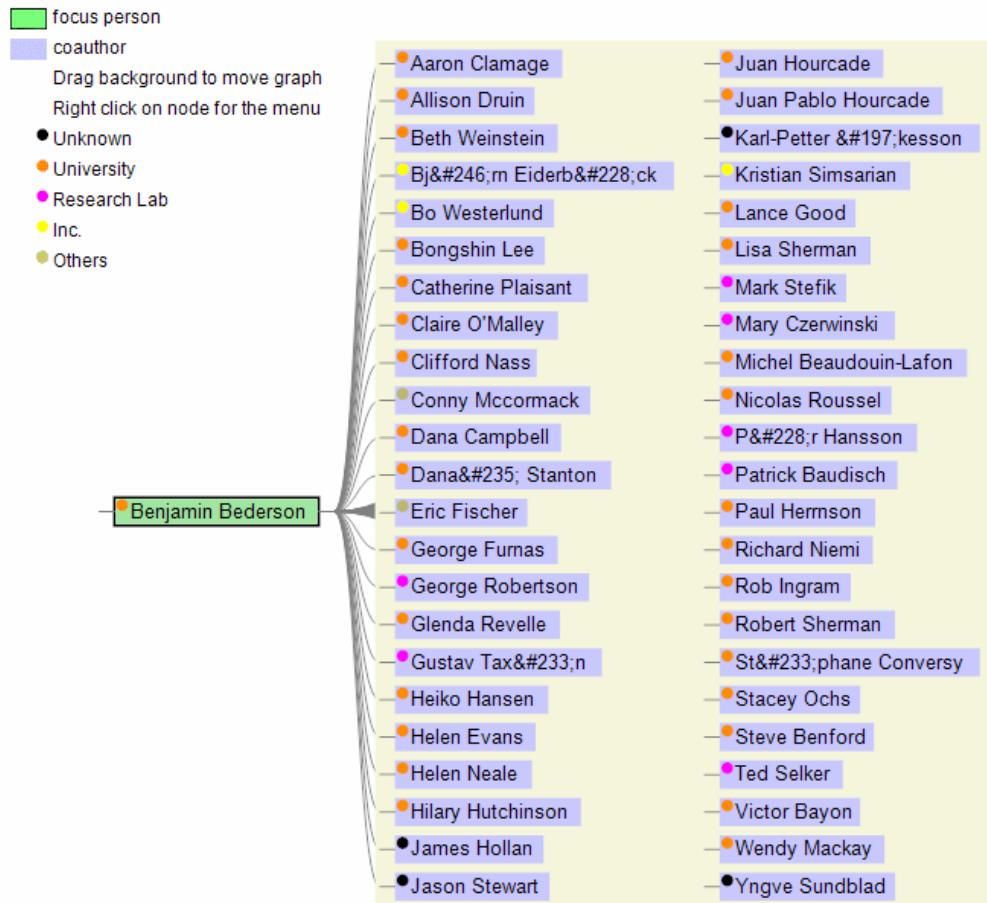 focus person
coauthor
Drag background to move graph
Right click on node for the menu
Unknown
University
Research Lab
Inc.
Others
Benjamin Bederson
Aaron Clamage
Allison Druin
Beth Weinstein
Bj&#246;rn Eiderb&#228;ck
Bo Westerlund
Bongshin Lee
Catherine Plaisant
Claire O'Malley
Clifford Nass
Conny Mccormack
Dana Campbell
Dana&#235; Stanton
Eric Fischer
George Furnas
George Robertson
Glenda Revelle
Gustav Tax&#233;n
Heiko Hansen
Helen Evans
Helen Neale
Hilary Hutchinson
James Hollan
Jason Stewart
Juan Hourcade
Juan Pablo Hourcade
Karl-Petter &#197;kesson
Kristian Simsarian
Lance Good
Lisa Sherman
Mark Stefik
Mary Czerwinski
Michel Beaudouin-Lafon
Nicolas Roussel
P&#228;r Hansson
Patrick Baudisch
Paul Herrnson
Richard Niemi
Rob Ingram
Robert Sherman
St&#233;phane Conversy
Stacey Ochs
Steve Benford
Ted Selker
Victor Bayon
Wendy Mackay
Yngve Sundblad